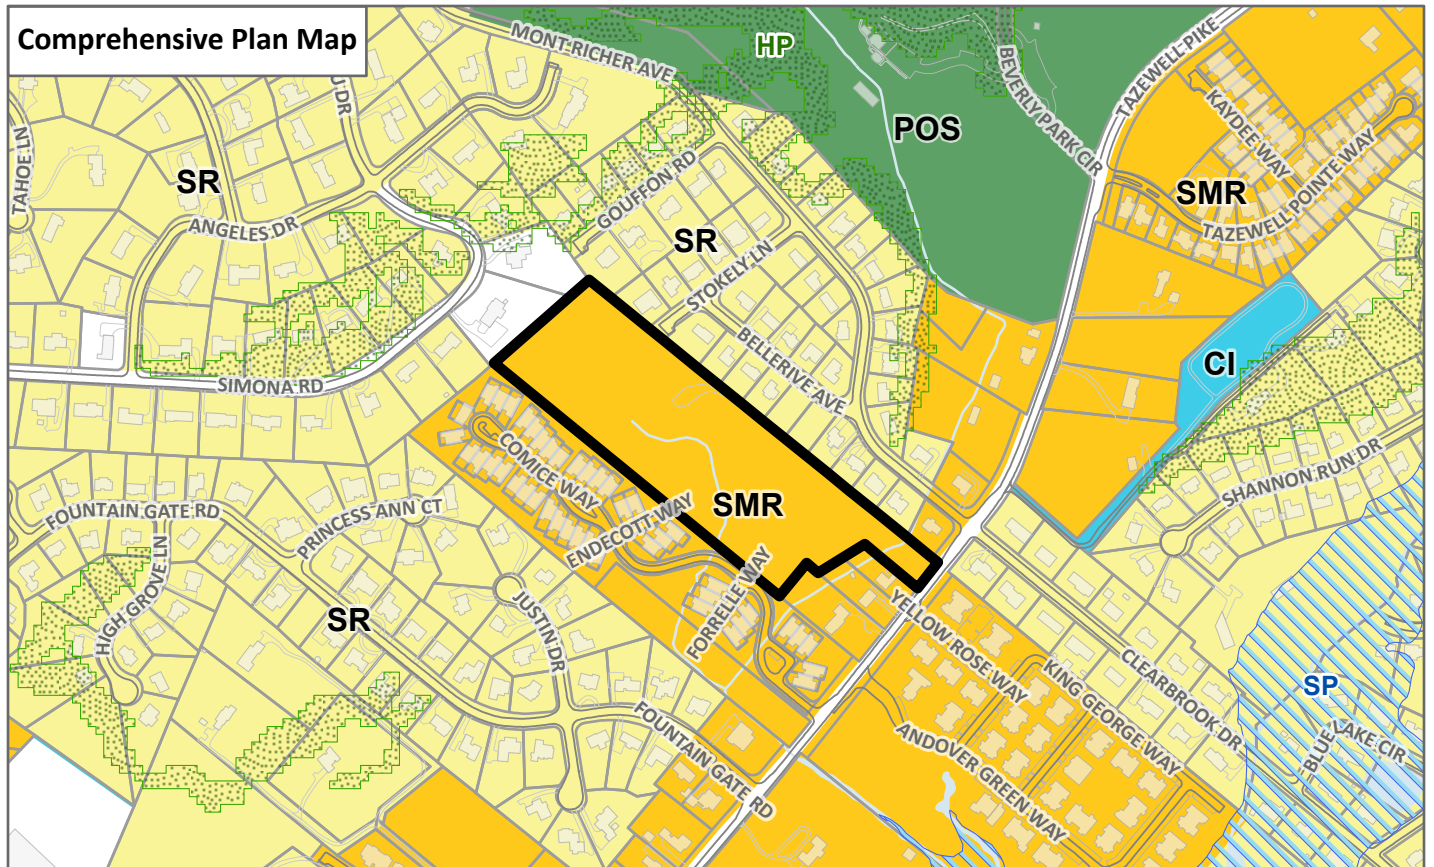 Comprehensive Plan Map
MONT RICHER AVE
HP
BEVERLY PARK CIR
TAZEWELL PIKE
KAYDEE WAY
POS
TAHOE LN
SR
GOUFFON RD
SMR
TAZEWELL POINTE WAY
ANGELES DR
SR
STOKELY LN
BELLERIVE AVE
CI
SIMONA RD
SHANNON RUN DR
COMICE WAY
SMR
FOUNTAIN GATE RD
PRINCESS ANN CT
ENDECOTT WAY
HIGH GROVE LN
FORRELLE WAY
JUSTIN DR
SR
YELLOW ROSE WAY
KING GEORGE WAY
CLEARBROOK DR
SP
BLUE LAKE CIR
FOUNTAIN GATE RD
ANDOVER GREEN WAY